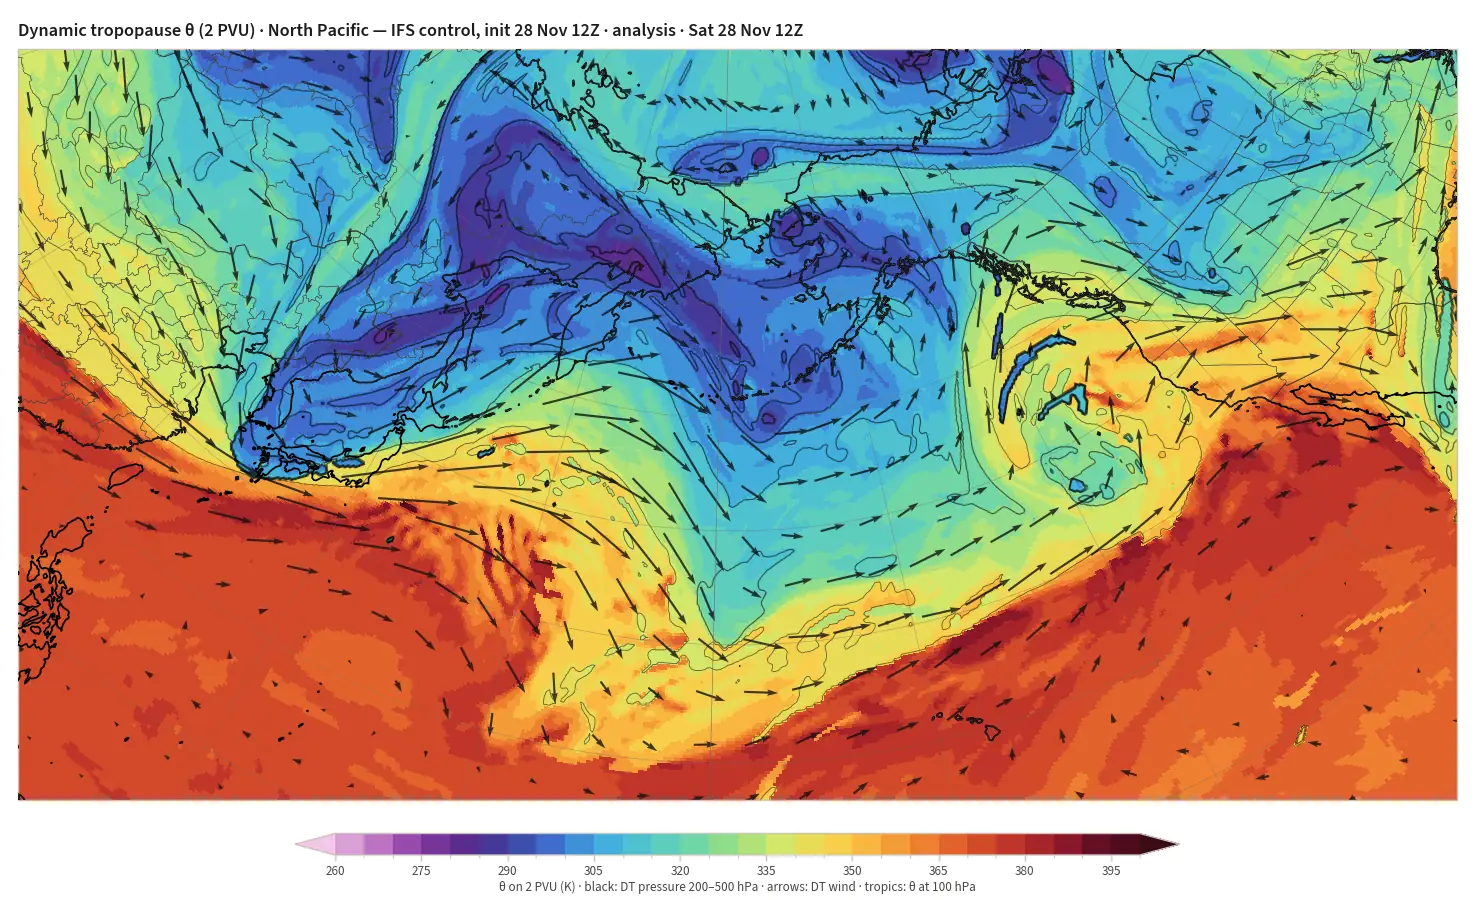 Dynamic tropopause θ (2 PVU) · North Pacific — IFS control, init 28 Nov 12Z · analysis · Sat 28 Nov 12Z
260 275 290 305 320 335 350 365 380 395
θ on 2 PVU (K) · black: DT pressure 200–500 hPa · arrows: DT wind · tropics: θ at 100 hPa